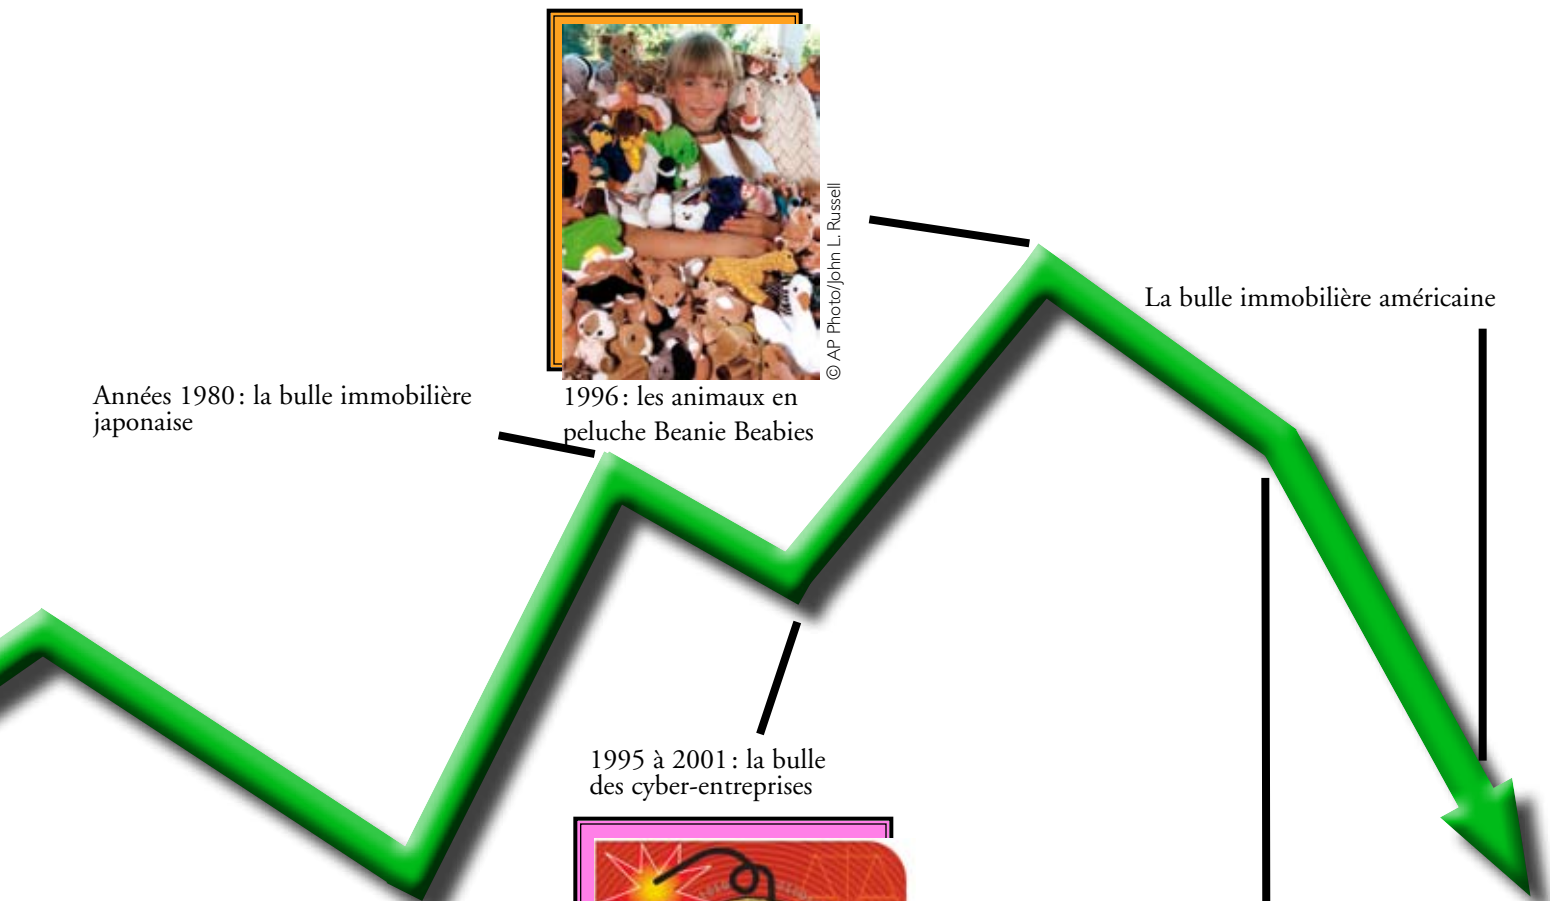 © AP Photo/John L. Russell
La bulle immobilière américaine
Années 1980 : la bulle immobilière
japonaise
1996 : les animaux en
peluche Beanie Beabies
1995 à 2001 : la bulle
des cyber-entreprises